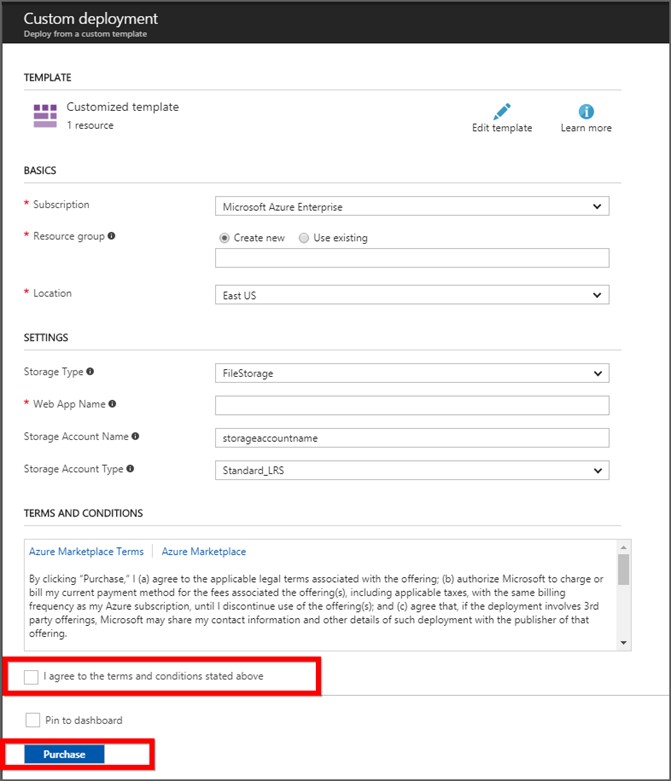 Custom deployment
Deploy from a custom template
TEMPLATE
Customized template
1 resource
Edit template
Learn more
BASICS
* Subscription
Microsoft Azure Enterprise
* Resource group
Create new
Use existing
* Location
East US
SETTINGS
Storage Type
FileStorage
* Web App Name
Storage Account Name
storageaccountname
Storage Account Type
Standard_LRS
TERMS AND CONDITIONS
Azure Marketplace Terms | Azure Marketplace
By clicking “Purchase,” I (a) agree to the applicable legal terms associated with the offering; (b) authorize Microsoft to charge or
bill my current payment method for the fees associated the offering(s), including applicable taxes, with the same billing
frequency as my Azure subscription, until I discontinue use of the offering(s); and (c) agree that, if the deployment involves 3rd
party offerings, Microsoft may share my contact information and other details of such deployment with the publisher of that
offering.
I agree to the terms and conditions stated above
Pin to dashboard
Purchase